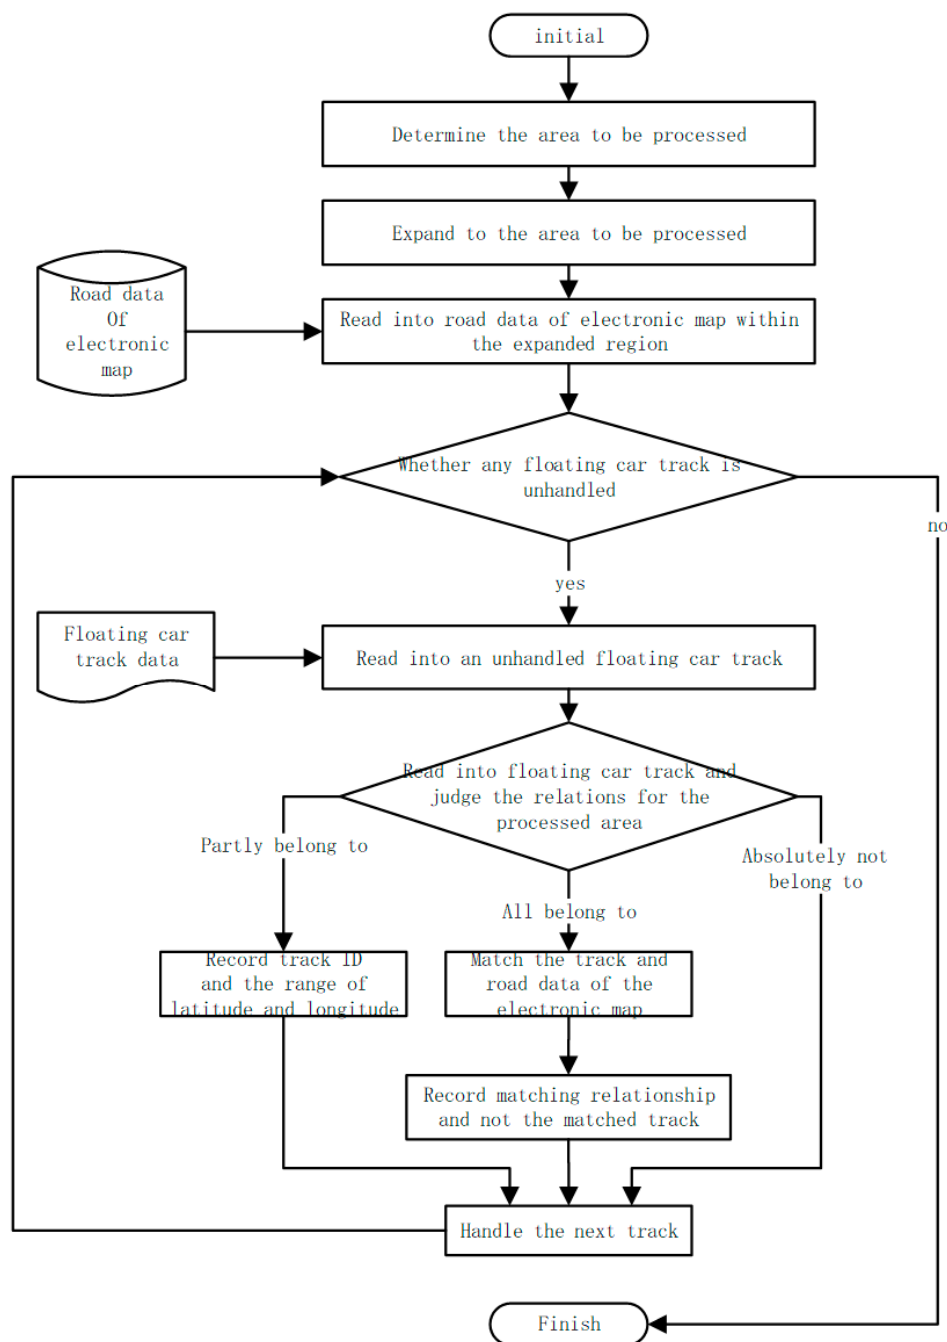 initial
Determine the area to be processed
Expand to the area to be processed
Road data
Of
electronic
map
Read into road data of electronic map within
the expanded region
Whether any floating car track is
unhandled
no
yes
Floating car
track data
Read into an unhandled floating car track
Read into floating car track and
judge the relations for the
processed area
Partly belong to
Absolutely not
belong to
All belong to
Record track ID
and the range of
latitude and longitude
Match the track and
road data of the
electronic map
Record matching relationship
and not the matched track
Handle the next track
Finish